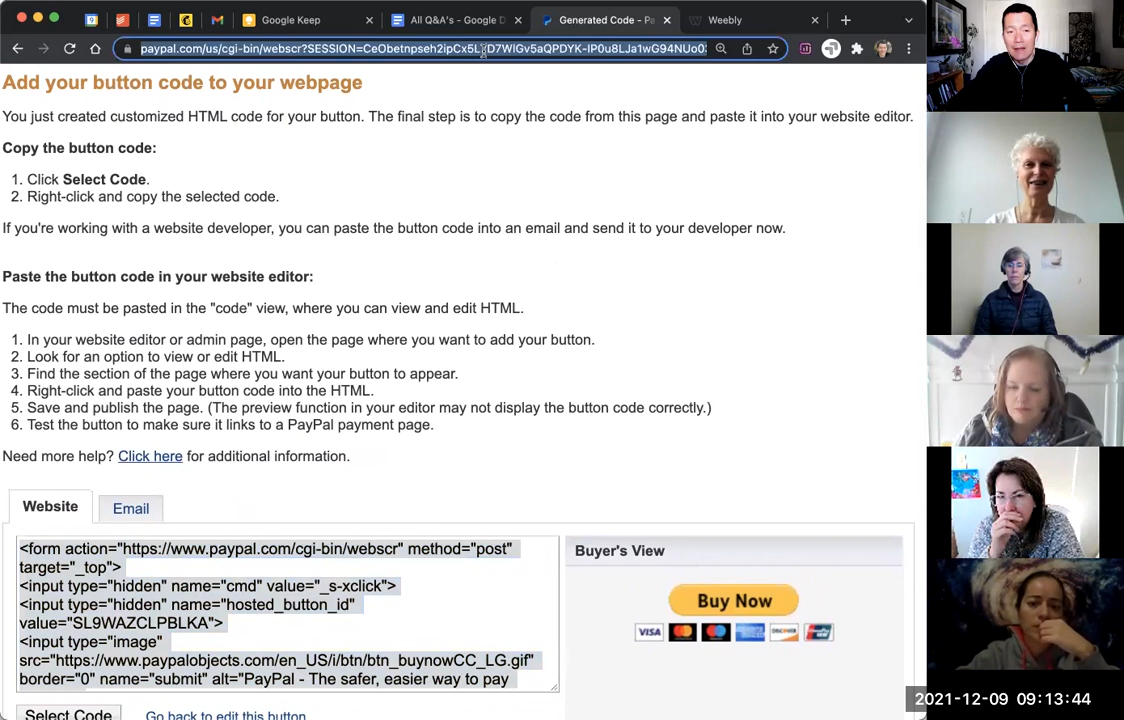 Google Keep
All Q&A's - Google D
Generated Code - Pa
Weebly
paypal.com/us/cgi-bin/webscr?SESSION=
Add your button code to your webpage
You just created customized HTML code for your button. The final step is to copy the code from this page and paste it into your website editor.
Copy the button code:
1. Click Select Code.
2. Right-click and copy the selected code.
If you're working with a website developer, you can paste the button code into an email and send it to your developer now.
Paste the button code in your website editor:
The code must be pasted in the "code" view, where you can view and edit HTML.
1. In your website editor or admin page, open the page where you want to add your button.
2. Look for an option to view or edit HTML.
3. Find the section of the page where you want your button to appear.
4. Right-click and paste your button code into the HTML.
5. Save and publish the page. (The preview function in your editor may not display the button code correctly.)
6. Test the button to make sure it links to a PayPal payment page.
Need more help? Click here for additional information.
Website
Email
<form action="https://www.paypal.com/cgi-bin/webscr" method="post"
target="_top">
<input type="hidden" name="cmd" value="_s-xclick">
<input type="hidden" name="hosted_button_id"
value="SL9WAZCLPBLKA">
<input type="image"
src="https://www.paypalobjects.com/en_US/i/btn/btn_buynowCC_LG.gif"
border="0" name="submit" alt="PayPal - The safer, easier way to pay
Buyer's View
Buy Now
VISA
Select Code
Go back to edit this button
2021-12-09 09:13:44